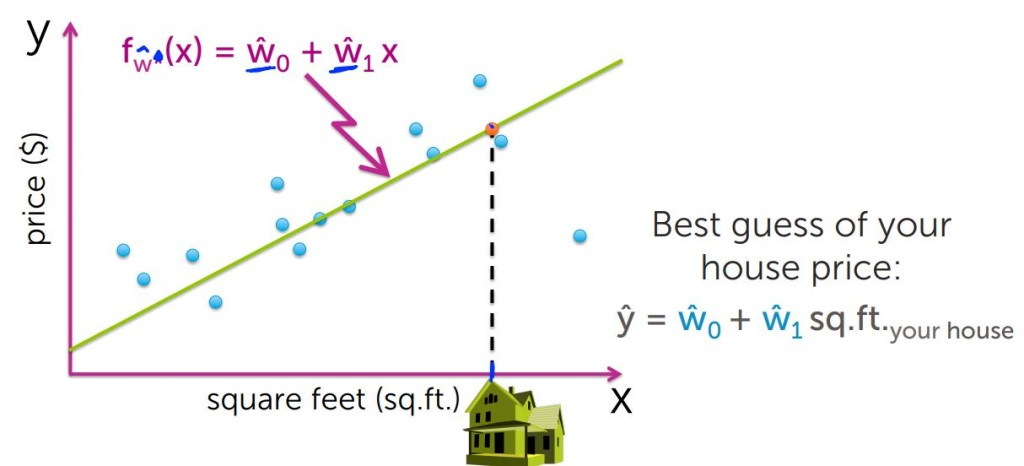 y
f_ŵ(x) = ŵ₀ + ŵ₁ x
price ($)
Best guess of your
house price:
ŷ = ŵ₀ + ŵ₁ sq.ft.your house
square feet (sq.ft.)
x